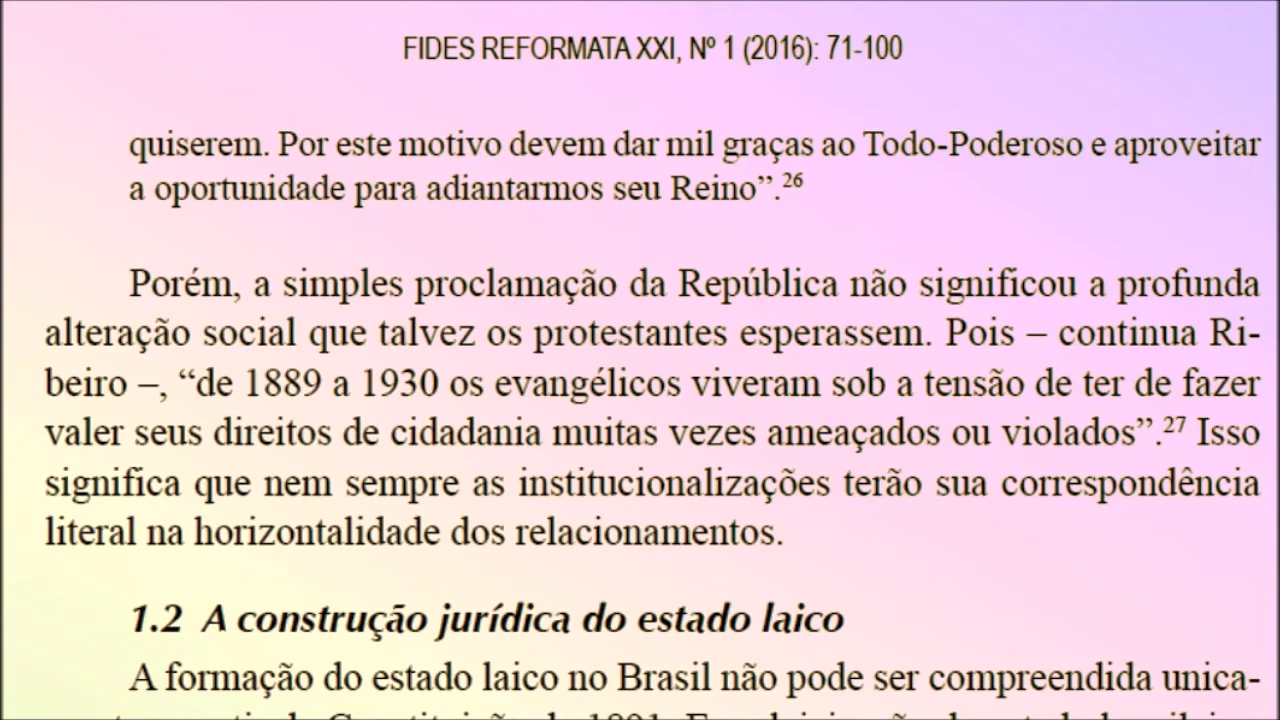 FIDES REFORMATA XXI, Nº 1 (2016): 71-100
quiserem. Por este motivo devem dar mil graças ao Todo-Poderoso e aproveitar
a oportunidade para adiantarmos seu Reino”.26
Porém, a simples proclamação da República não significou a profunda
alteração social que talvez os protestantes esperassem. Pois – continua Ri-
beiro –, “de 1889 a 1930 os evangélicos viveram sob a tensão de ter de fazer
valer seus direitos de cidadania muitas vezes ameaçados ou violados”.27 Isso
significa que nem sempre as institucionalizações terão sua correspondência
literal na horizontalidade dos relacionamentos.
1.2 A construção jurídica do estado laico
A formação do estado laico no Brasil não pode ser compreendida unica-